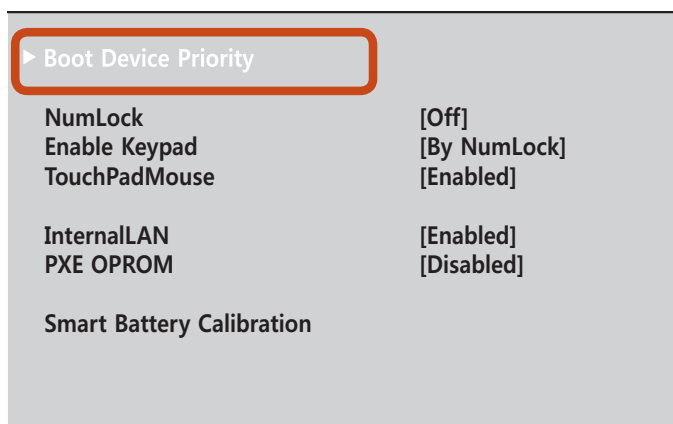 ▶ Boot Device Priority
NumLock [Off]
Enable Keypad [By NumLock]
TouchPadMouse [Enabled]
InternalLAN [Enabled]
PXE OPROM [Disabled]
Smart Battery Calibration